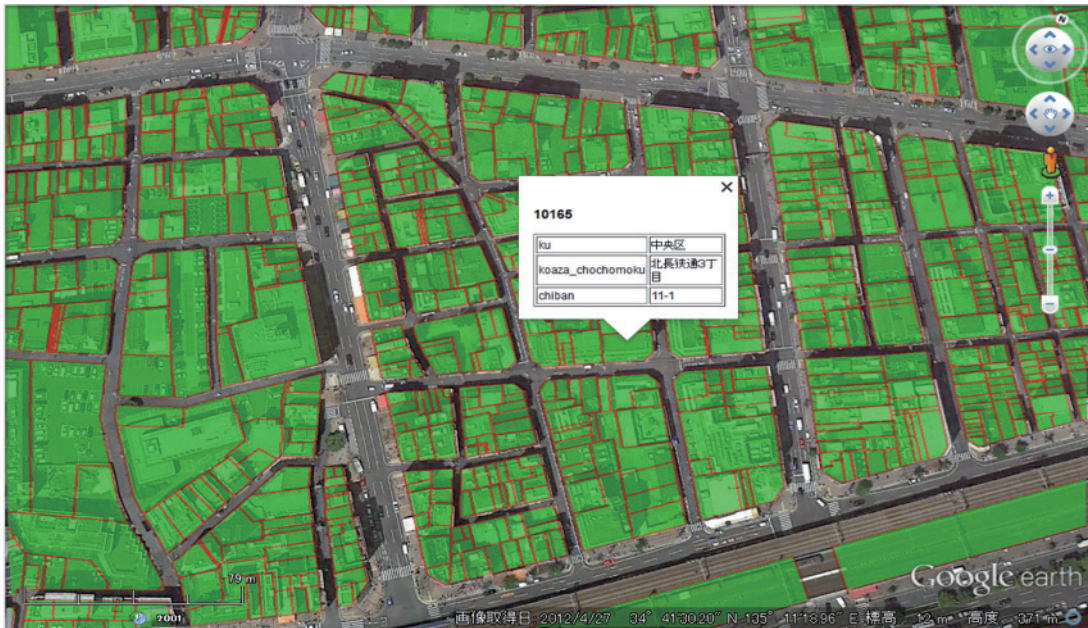 N
10165
ku 中央区
koaza_chochomoku 北長狭通3丁目
chiban 11-1
79 m
Google earth
2001
画像取得日: 2012/4/27 34° 41'30.20" N 135° 11'18.96" E 標高 12 m 高度 371 m